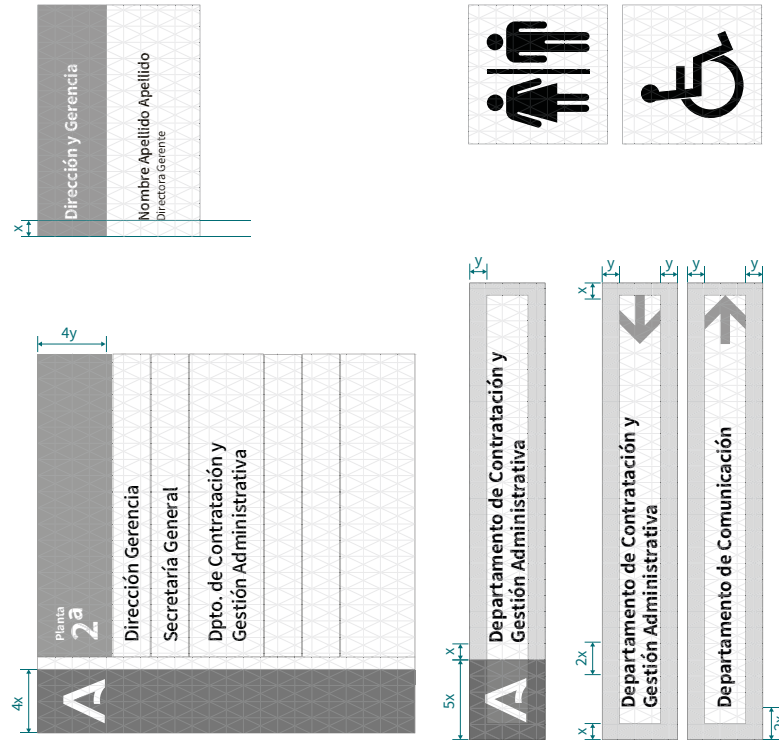 Dirección y Gerencia
Nombre Apellido Apellido
Directora Gerente
x
4y
Planta
2ª
Dirección Gerencia
Secretaría General
Dpto. de Contratación y
Gestión Administrativa
4x
A
y
Departamento de Contratación y
Gestión Administrativa
x
5x
A
y
y
x
Departamento de Contratación y
Gestión Administrativa
2x
x
y
y
Departamento de Comunicación
2x